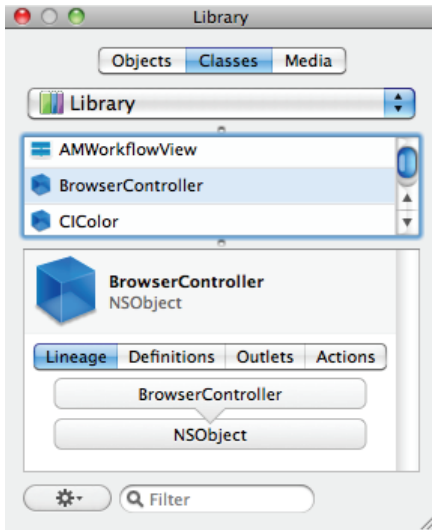 Library
Objects Classes Media
Library
AMWorkflowView
BrowserController
CIColor
BrowserController
NSObject
Lineage Definitions Outlets Actions
BrowserController
NSObject
Filter